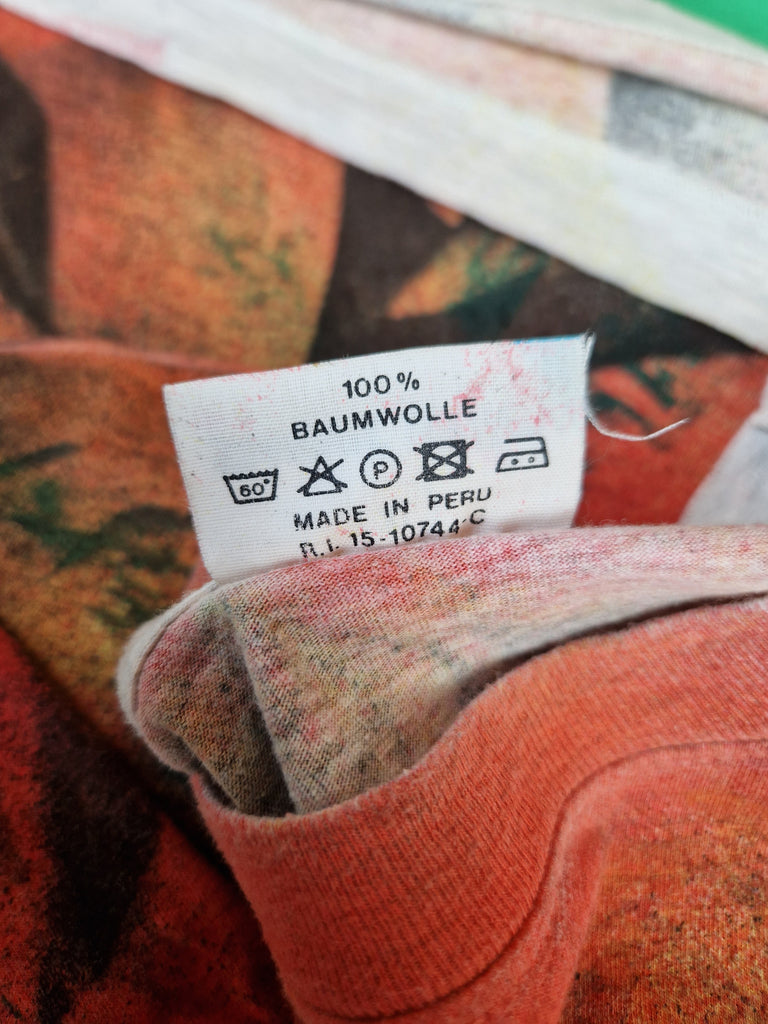 100%
BAUMWOLLE
60° P
MADE IN PERU
R.I. 15-10744 C